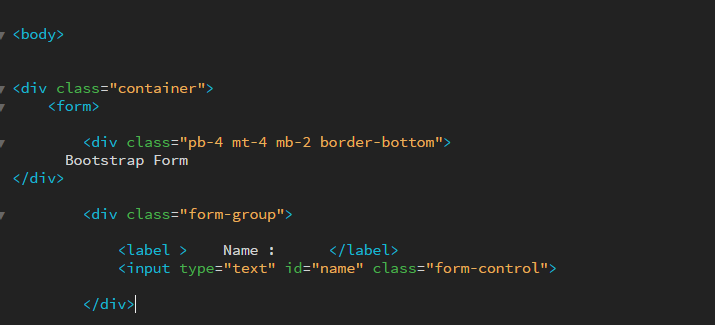 <body>
<div class="container">
<form>
<div class="pb-4 mt-4 mb-2 border-bottom">
Bootstrap Form
</div>
<div class="form-group">
<label >    Name :      </label>
<input type="text" id="name" class="form-control">
</div>